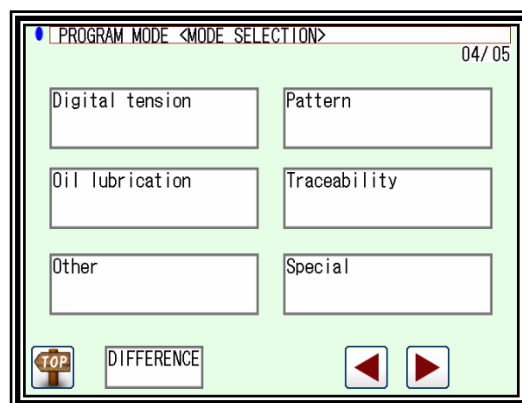 PROGRAM MODE <MODE SELECTION>
04/05
Digital tension
Pattern
Oil lubrication
Traceability
Other
Special
TOP
DIFFERENCE